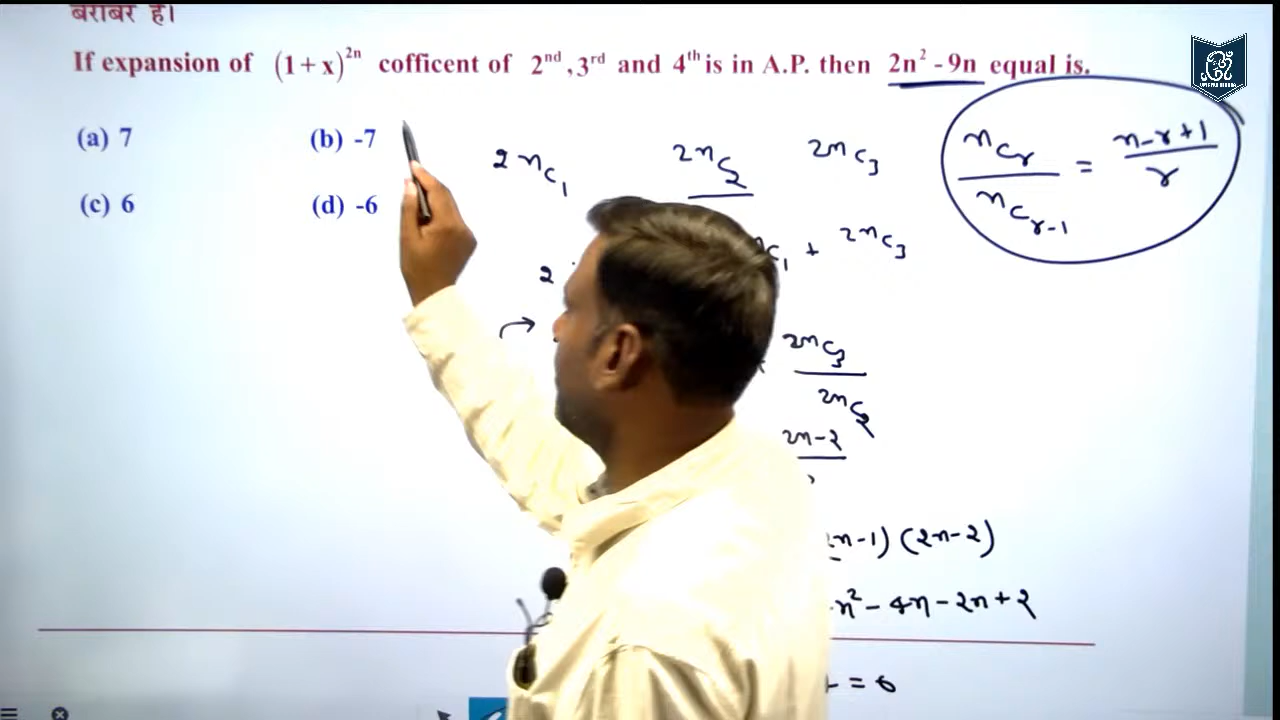 बराबर है।
If expansion of (1+x)^2n cofficent of 2nd,3rd and 4th is in A.P. then 2n² - 9n equal is.
(a) 7 (b) -7
(c) 6 (d) -6
2nC1 2nC2 2nC3
nCr / nCr-1 = n-r+1 / r
2 C1 + 2nC3
2nC3 / 2nC2
2n-2
n-1) (2n-2)
n² - 4n - 2n + 2
= 0